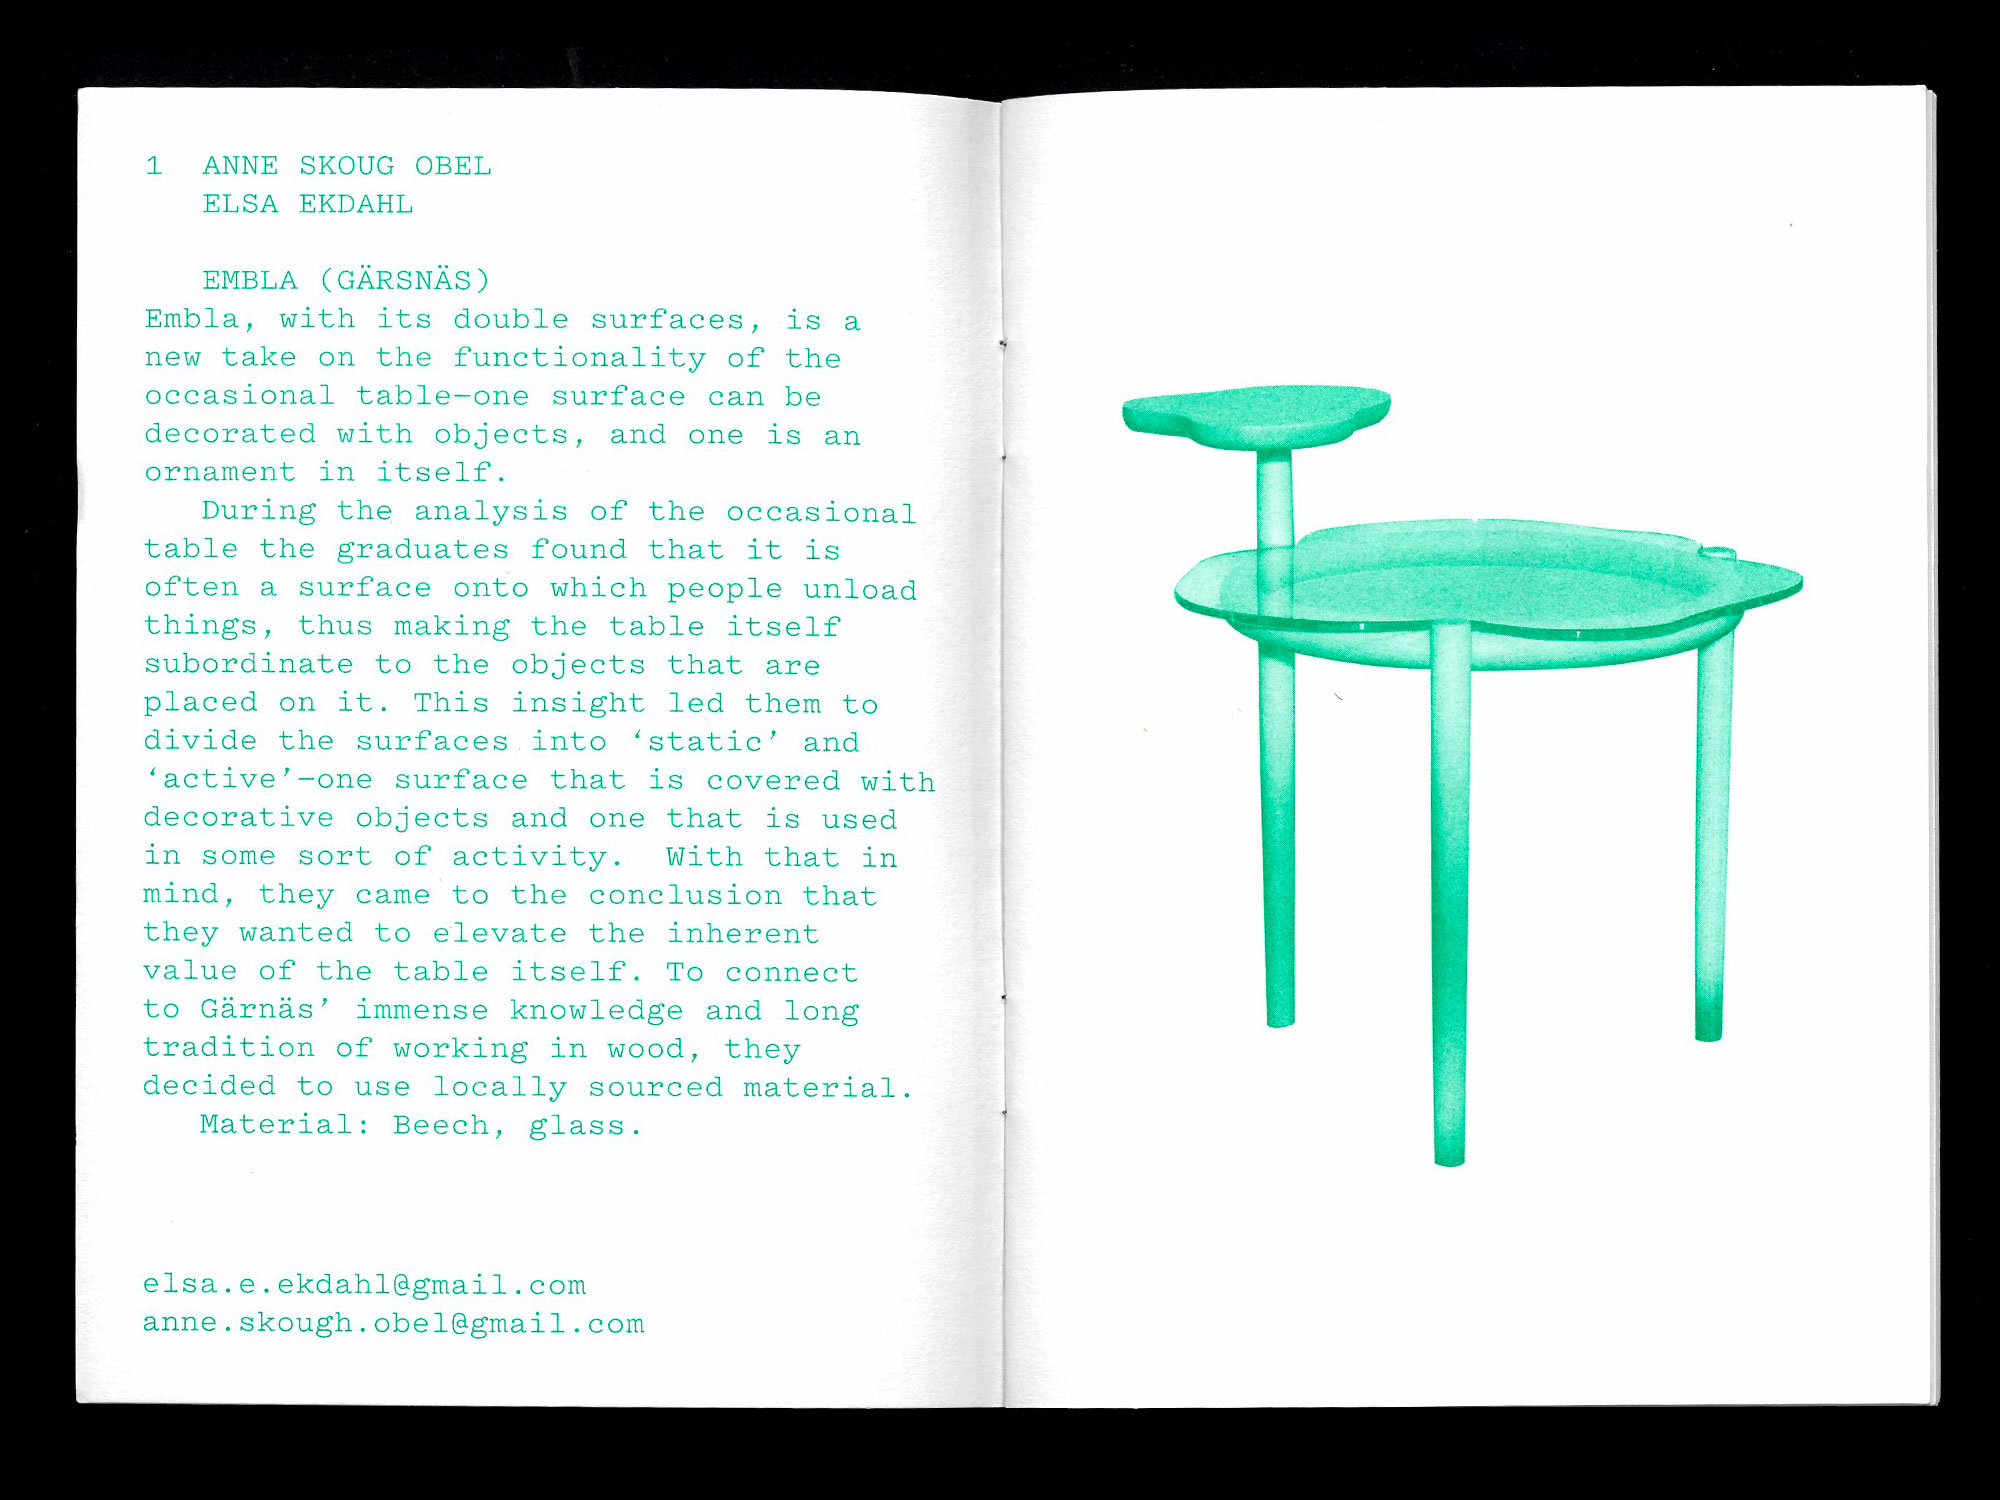 1 ANNE SKOUG OBEL
ELSA EKDAHL
EMBLA (GÄRSNÄS)
Embla, with its double surfaces, is a
new take on the functionality of the
occasional table—one surface can be
decorated with objects, and one is an
ornament in itself.
During the analysis of the occasional
table the graduates found that it is
often a surface onto which people unload
things, thus making the table itself
subordinate to the objects that are
placed on it. This insight led them to
divide the surfaces into ‘static’ and
‘active’—one surface that is covered with
decorative objects and one that is used
in some sort of activity.  With that in
mind, they came to the conclusion that
they wanted to elevate the inherent
value of the table itself. To connect
to Gärnäs’ immense knowledge and long
tradition of working in wood, they
decided to use locally sourced material.
Material: Beech, glass.
elsa.e.ekdahl@gmail.com
anne.skough.obel@gmail.com